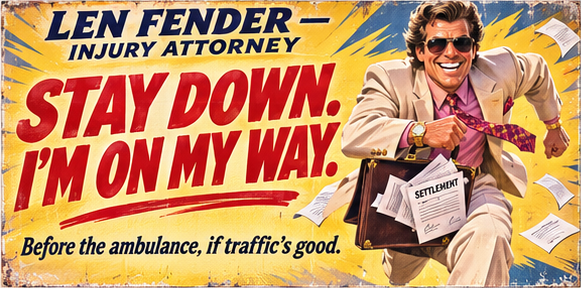 LEN FENDER —
INJURY ATTORNEY
STAY DOWN.
I'M ON MY WAY.
Before the ambulance, if traffic's good.
SETTLEMENT